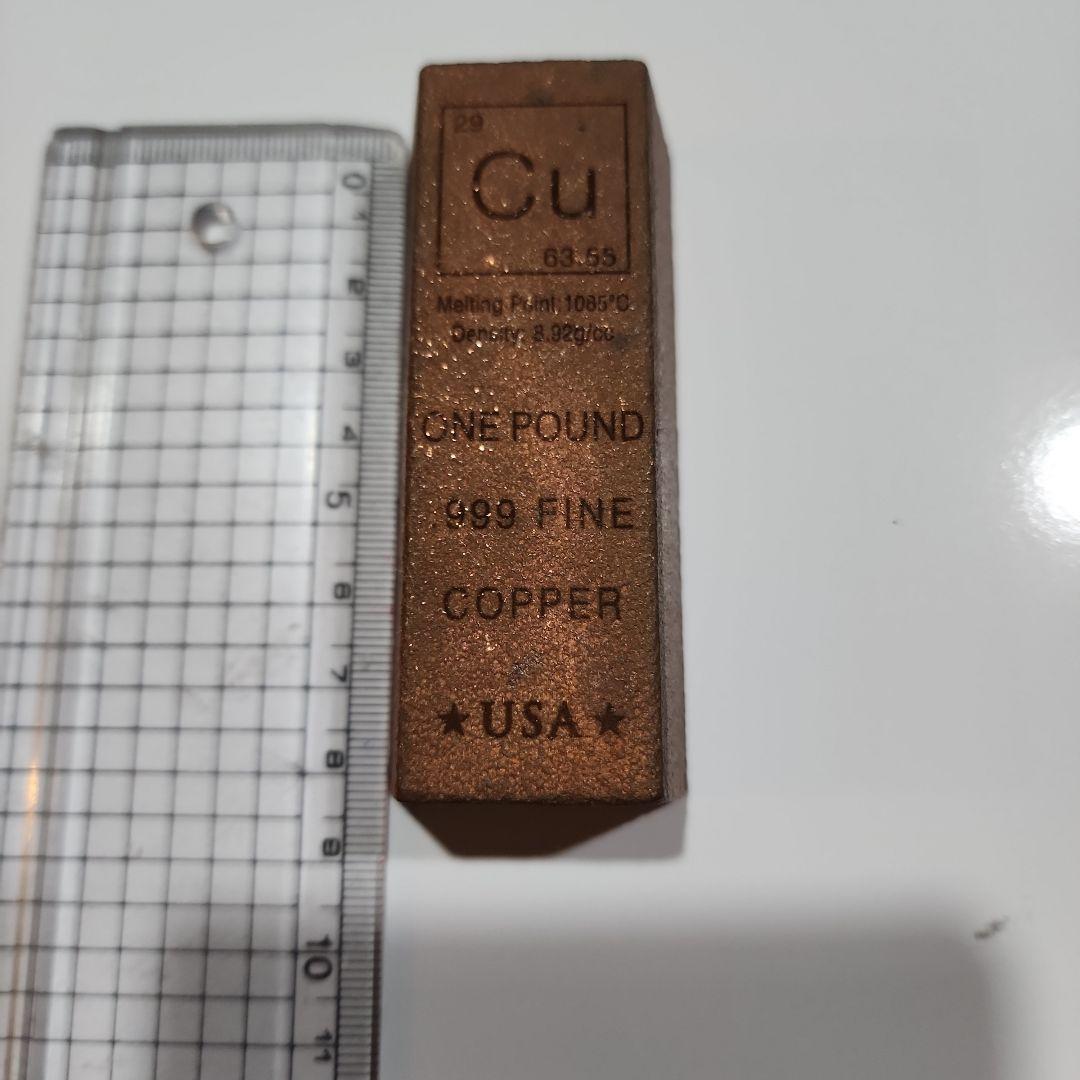 29
Cu
63.55
Melting Point 1085°C
Density: 8.92g/cc
ONE POUND
999 FINE
COPPER
★ USA ★
0
1
2
3
4
5
6
7
8
9
10
11